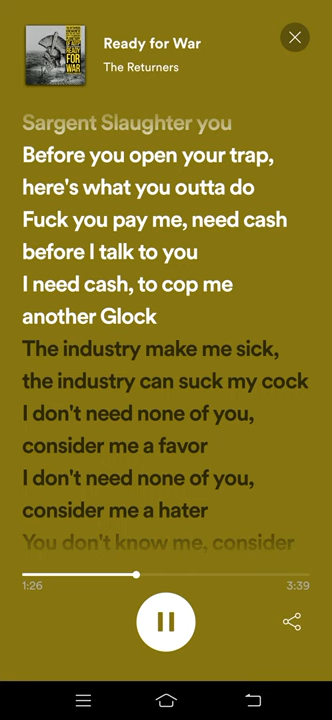 Ready for War
The Returners
Sargent Slaughter you
Before you open your trap,
here's what you outta do
Fuck you pay me, need cash
before I talk to you
I need cash, to cop me
another Glock
The industry make me sick,
the industry can suck my cock
I don't need none of you,
consider me a favor
I don't need none of you,
consider me a hater
You don't know me, consider
1:26
3:39